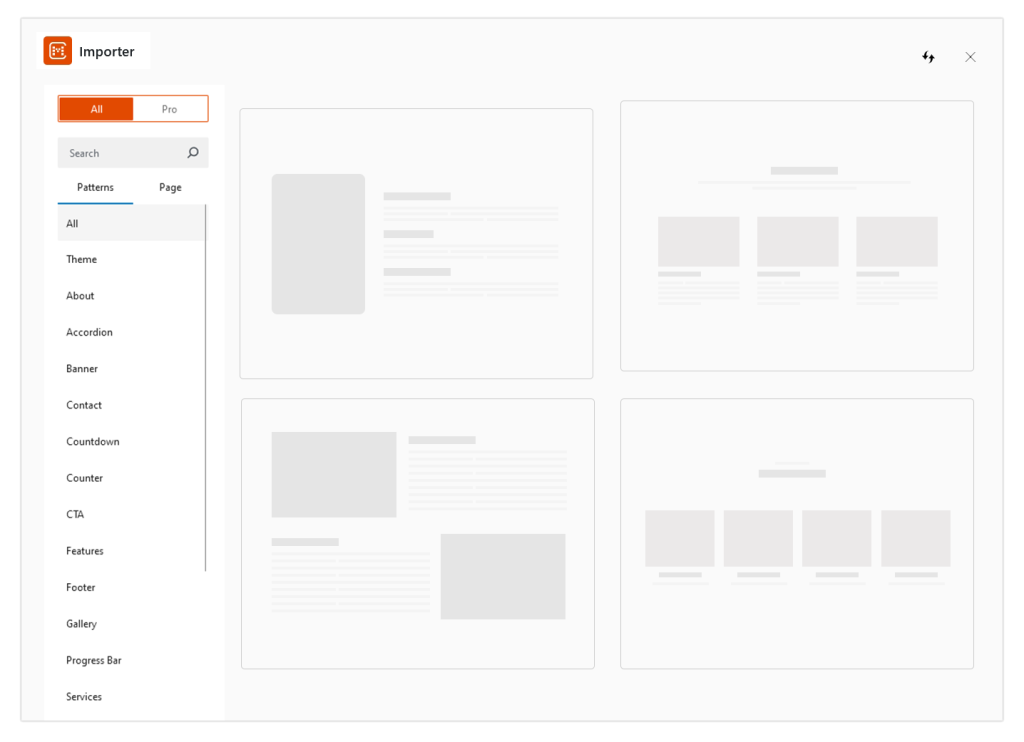 Importer
All Pro
Search
Patterns Page
All
Theme
About
Accordion
Banner
Contact
Countdown
Counter
CTA
Features
Footer
Gallery
Progress Bar
Services